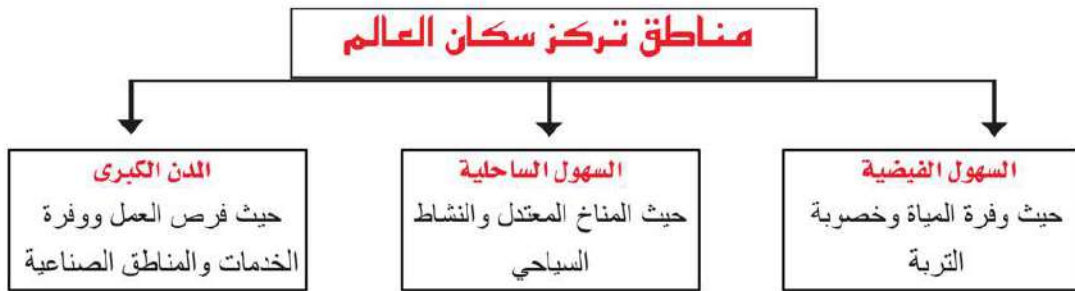 مناطق تركز سكان العالم
السهول الفيضية
حيث وفرة المياة وخصوبة
التربة
السهول الساحلية
حيث المناخ المعتدل والنشاط
السياحي
المدن الكبرى
حيث فرص العمل ووفرة
الخدمات والمناطق الصناعية